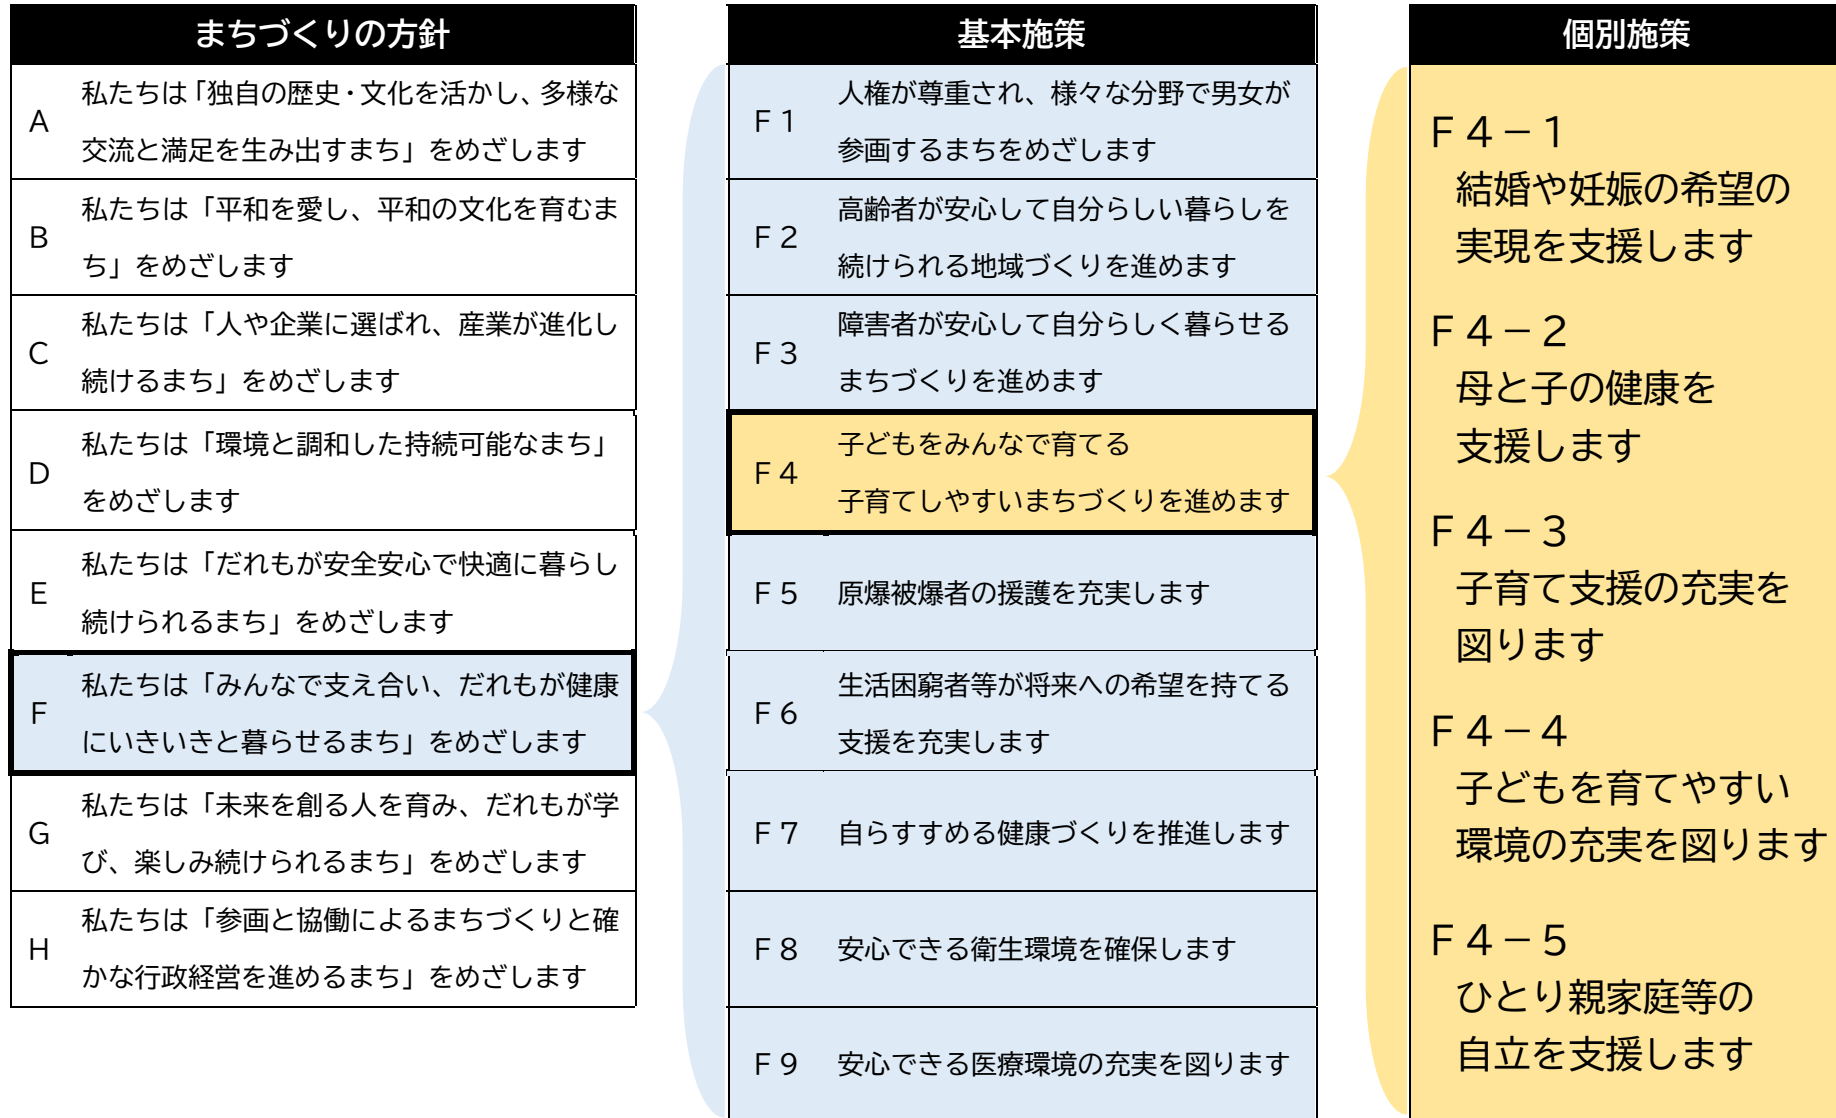 まちづくりの方針
A
私たちは「独自の歴史・文化を活かし、多様な
交流と満足を生み出すまち」をめざします
B
私たちは「平和を愛し、平和の文化を育むま
ち」をめざします
C
私たちは「人や企業に選ばれ、産業が進化し
続けるまち」をめざします
D
私たちは「環境と調和した持続可能なまち」
をめざします
E
私たちは「だれもが安全安心で快適に暮らし
続けられるまち」をめざします
F
私たちは「みんなで支え合い、だれもが健康
にいきいきと暮らせるまち」をめざします
G
私たちは「未来を創る人を育み、だれもが学
び、楽しみ続けられるまち」をめざします
H
私たちは「参画と協働によるまちづくりと確
かな行政経営を進めるまち」をめざします
基本施策
F1
人権が尊重され、様々な分野で男女が
参画するまちをめざします
F2
高齢者が安心して自分らしい暮らしを
続けられる地域づくりを進めます
F3
障害者が安心して自分らしく暮らせる
まちづくりを進めます
F4
子どもをみんなで育てる
子育てしやすいまちづくりを進めます
F5
原爆被爆者の援護を充実します
F6
生活困窮者等が将来への希望を持てる
支援を充実します
F7
自らすすめる健康づくりを推進します
F8
安心できる衛生環境を確保します
F9
安心できる医療環境の充実を図ります
個別施策
F4－1
結婚や妊娠の希望の
実現を支援します
F4－2
母と子の健康を
支援します
F4－3
子育て支援の充実を
図ります
F4－4
子どもを育てやすい
環境の充実を図ります
F4－5
ひとり親家庭等の
自立を支援します